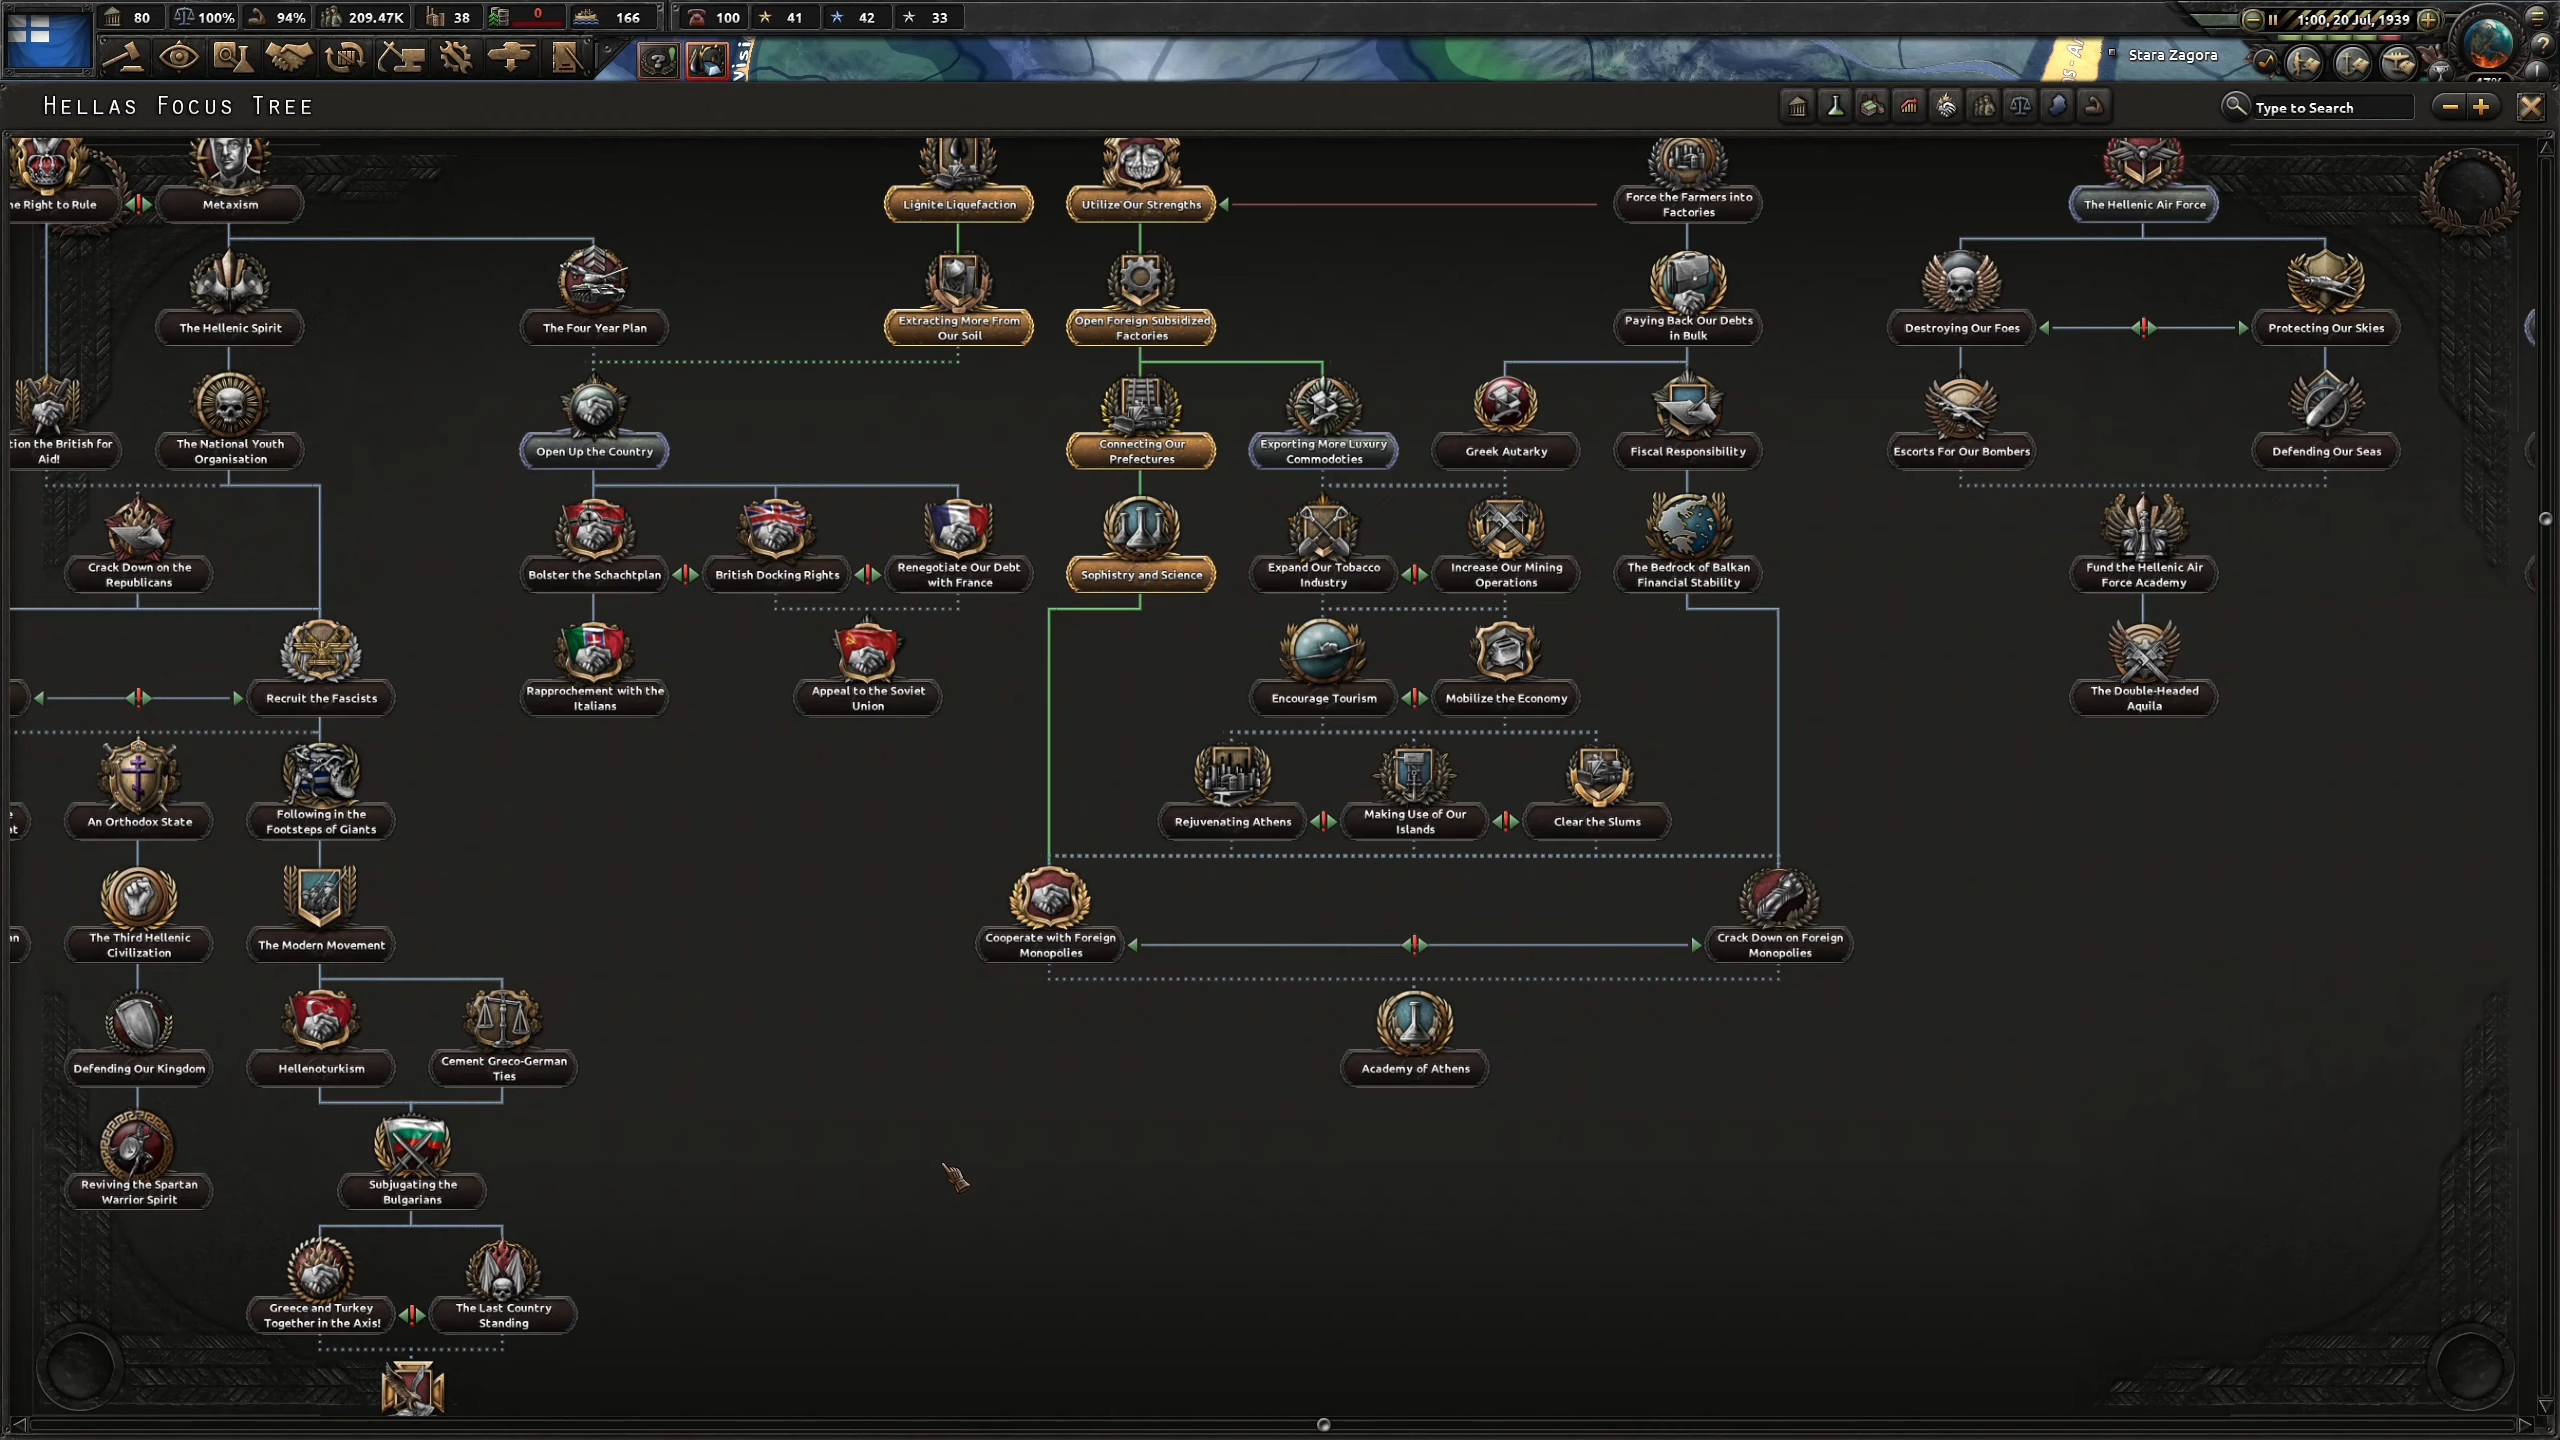 80
100%
94%
209.47K
38
0
166
100
41
42
33
1:00, 20 Jul, 1939
Stara Zagora
47%
HELLAS FOCUS TREE
Type to Search
he Right to Rule
Metaxism
Lignite Liquefaction
Utilize Our Strengths
Force the Farmers into
Factories
The Hellenic Air Force
The Hellenic Spirit
The Four Year Plan
Extracting More From
Our Soil
Open Foreign Subsidized
Factories
Paying Back Our Debts
in Bulk
Destroying Our Foes
Protecting Our Skies
tion the British for
Aid!
The National Youth
Organisation
Open Up the Country
Connecting Our
Prefectures
Exporting More Luxury
Commodoties
Greek Autarky
Fiscal Responsibility
Escorts For Our Bombers
Defending Our Seas
Crack Down on the
Republicans
Bolster the Schachtplan
British Docking Rights
Renegotiate Our Debt
with France
Sophistry and Science
Expand Our Tobacco
Industry
Increase Our Mining
Operations
The Bedrock of Balkan
Financial Stability
Fund the Hellenic Air
Force Academy
Recruit the Fascists
Rapprochement with the
Italians
Appeal to the Soviet
Union
Encourage Tourism
Mobilize the Economy
The Double-Headed
Aquila
An Orthodox State
Following in the
Footsteps of Giants
Rejuvenating Athens
Making Use of Our
Islands
Clear the Slums
The Third Hellenic
Civilization
The Modern Movement
Cooperate with Foreign
Monopolies
Crack Down on Foreign
Monopolies
Defending Our Kingdom
Hellenoturkism
Cement Greco-German
Ties
Academy of Athens
Reviving the Spartan
Warrior Spirit
Subjugating the
Bulgarians
Greece and Turkey
Together in the Axis!
The Last Country
Standing